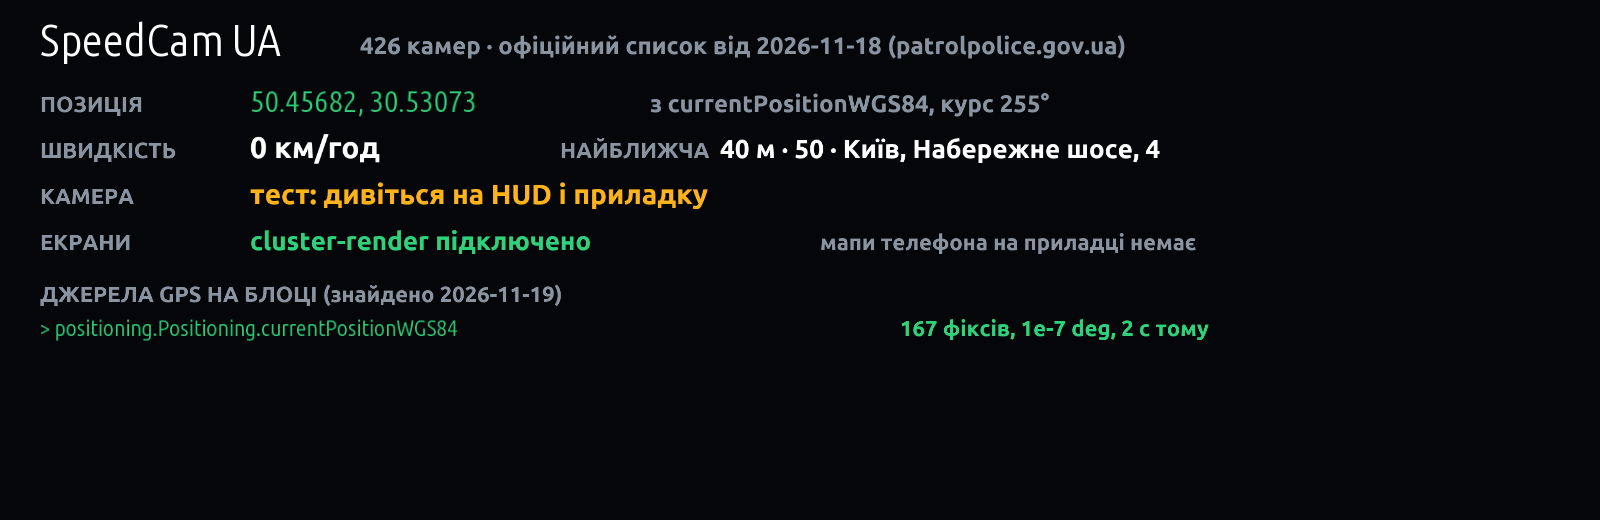 SpeedCam UA 426 камер · офіційний список від 2026-11-18 (patrolpolice.gov.ua)
ПОЗИЦІЯ 50.45682, 30.53073 з currentPositionWGS84, курс 255°
ШВИДКІСТЬ 0 км/год НАЙБЛИЖЧА 40 м · 50 · Київ, Набережне шосе, 4
КАМЕРА тест: дивіться на HUD і приладку
ЕКРАНИ cluster-render підключено мапи телефона на приладці немає
ДЖЕРЕЛА GPS НА БЛОЦІ (знайдено 2026-11-19)
> positioning.Positioning.currentPositionWGS84 167 фіксів, 1e-7 deg, 2 с тому